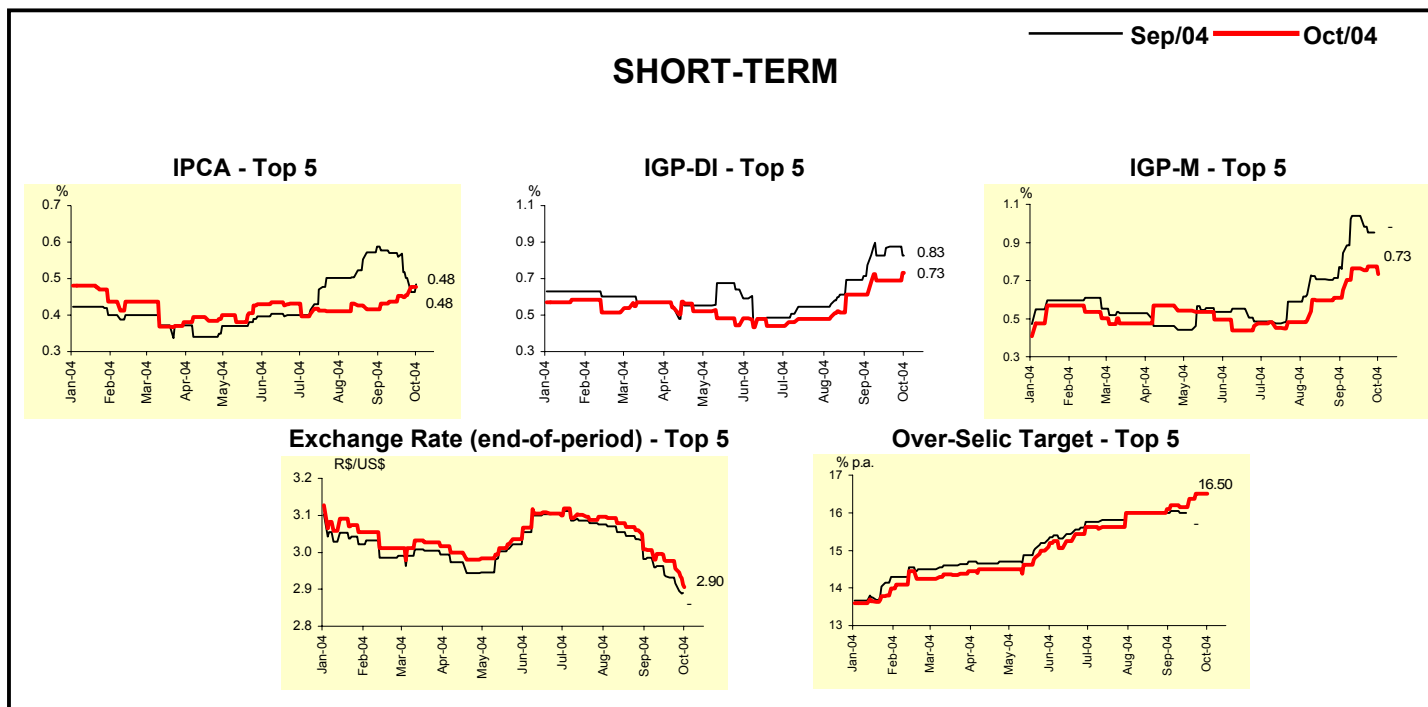 Sep/04 Oct/04
SHORT-TERM
IPCA - Top 5
%
0.7
0.6
0.5
0.4
0.3
0.48
0.48
Jan-04 Feb-04 Mar-04 Apr-04 May-04 Jun-04 Jul-04 Aug-04 Sep-04 Oct-04
IGP-DI - Top 5
%
1.1
0.9
0.7
0.5
0.3
0.83
0.73
Jan-04 Feb-04 Mar-04 Apr-04 May-04 Jun-04 Jul-04 Aug-04 Sep-04 Oct-04
IGP-M - Top 5
%
1.1
0.9
0.7
0.5
0.3
-
0.73
Jan-04 Feb-04 Mar-04 Apr-04 May-04 Jun-04 Jul-04 Aug-04 Sep-04 Oct-04
Exchange Rate (end-of-period) - Top 5
R$/US$
3.2
3.1
3.0
2.9
2.8
2.90
-
Jan-04 Feb-04 Mar-04 Apr-04 May-04 Jun-04 Jul-04 Aug-04 Sep-04 Oct-04
Over-Selic Target - Top 5
% p.a.
17
16
15
14
13
16.50
-
Jan-04 Feb-04 Mar-04 Apr-04 May-04 Jun-04 Jul-04 Aug-04 Sep-04 Oct-04